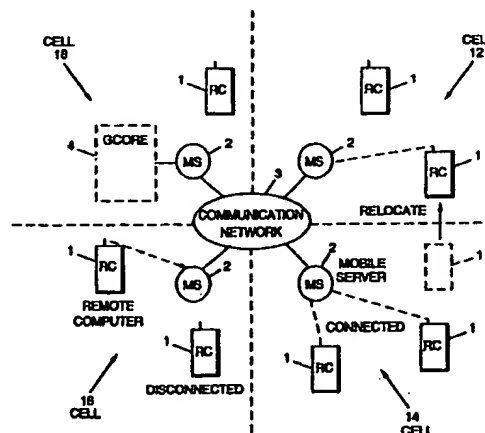 CELL
18
1
RC
1
RC
CELL
12
4
GCORE
2
MS
3
2
MS
RC
1
COMMUNICATION
NETWORK
RELOCATE
1
RC
2
MS
MOBILE
SERVER
MS
2
1
REMOTE
COMPUTER
CONNECTED
1
RC
1
RC
RC
1
DISCONNECTED
16
CELL
14
CELL